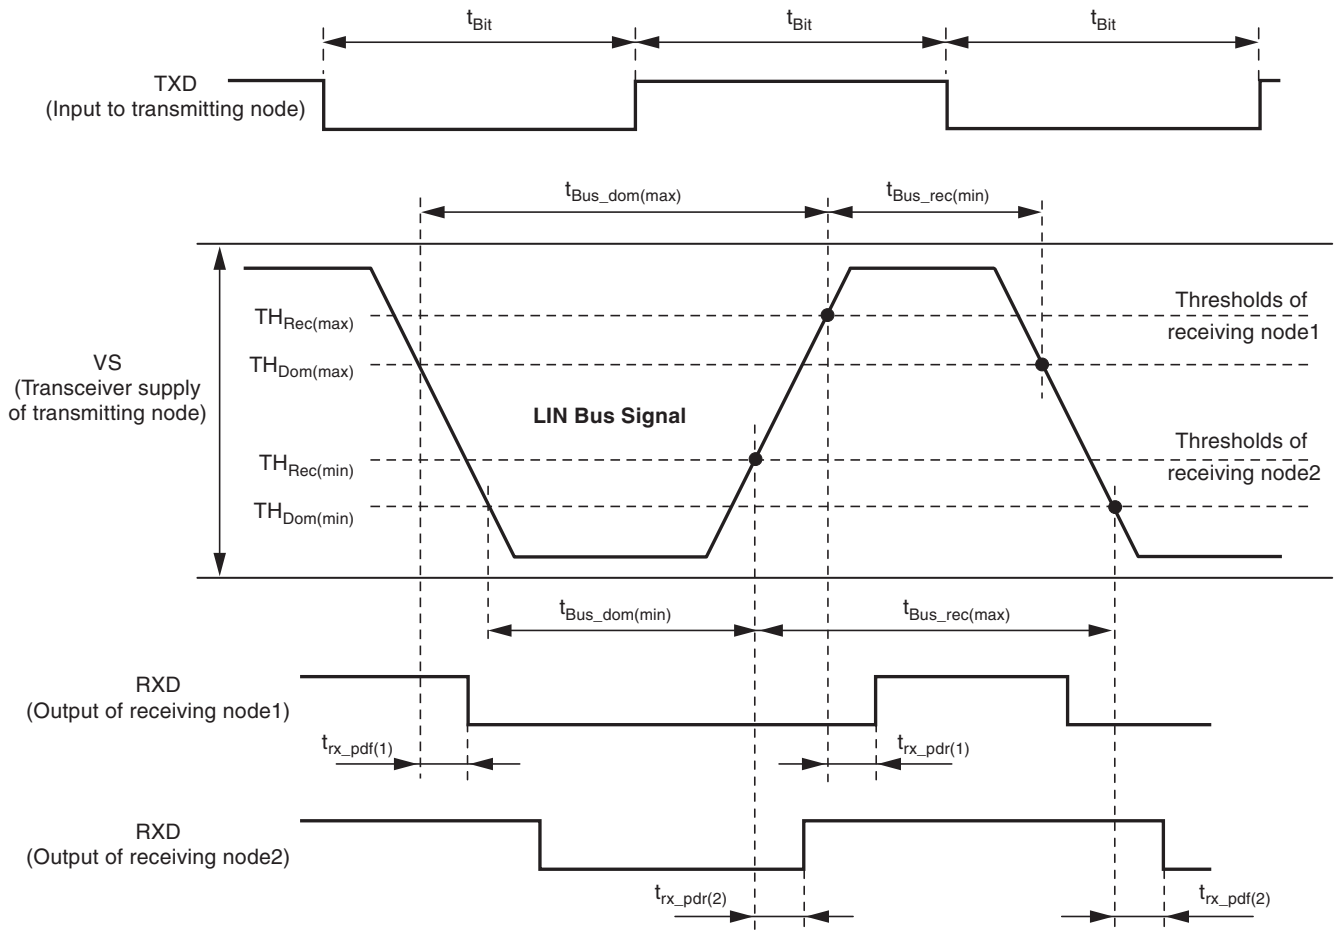 tBit
tBit
tBit
TXD
(Input to transmitting node)
tBus_dom(max)
tBus_rec(min)
THRec(max)
Thresholds of
receiving node1
THDom(max)
VS
(Transceiver supply
of transmitting node)
LIN Bus Signal
THRec(min)
Thresholds of
receiving node2
THDom(min)
tBus_dom(min)
tBus_rec(max)
RXD
(Output of receiving node1)
trx_pdf(1)
trx_pdr(1)
RXD
(Output of receiving node2)
trx_pdr(2)
trx_pdf(2)